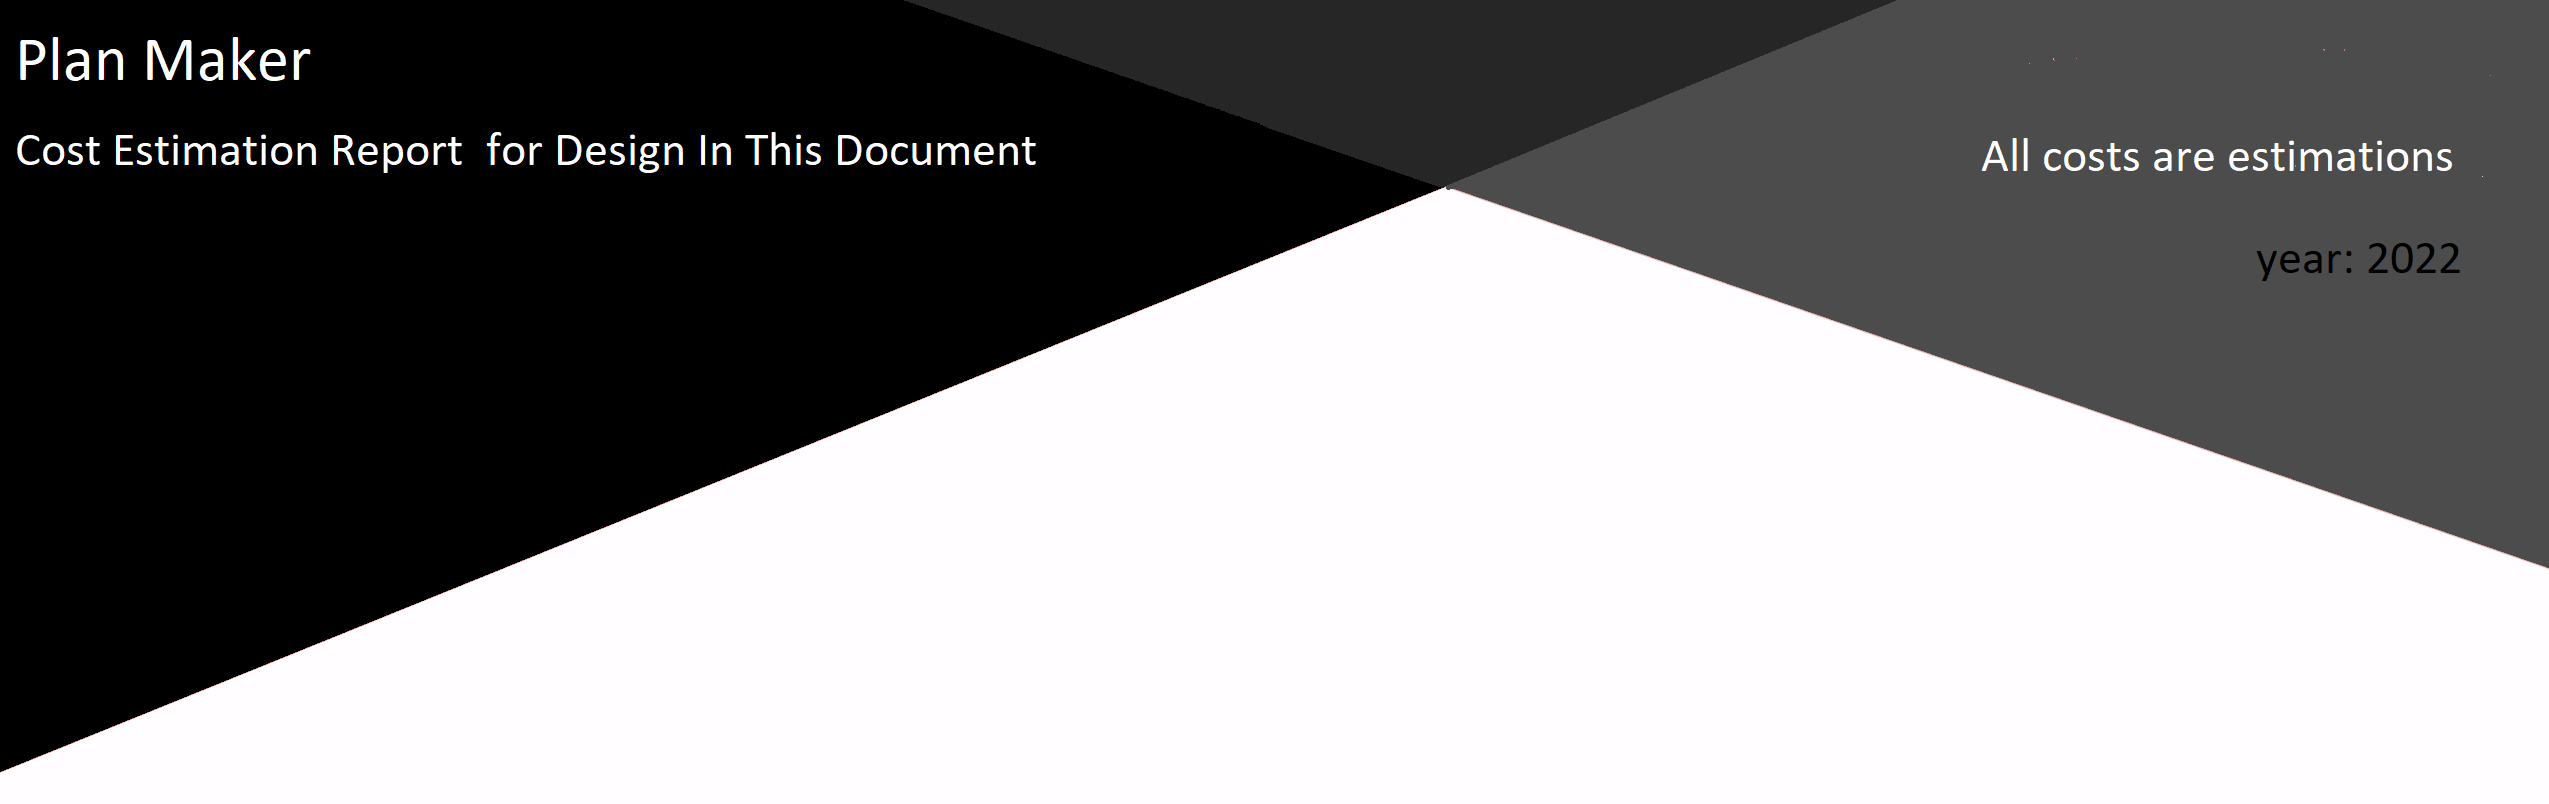 Plan Maker
Cost Estimation Report  for Design In This Document
All costs are estimations
year: 2022